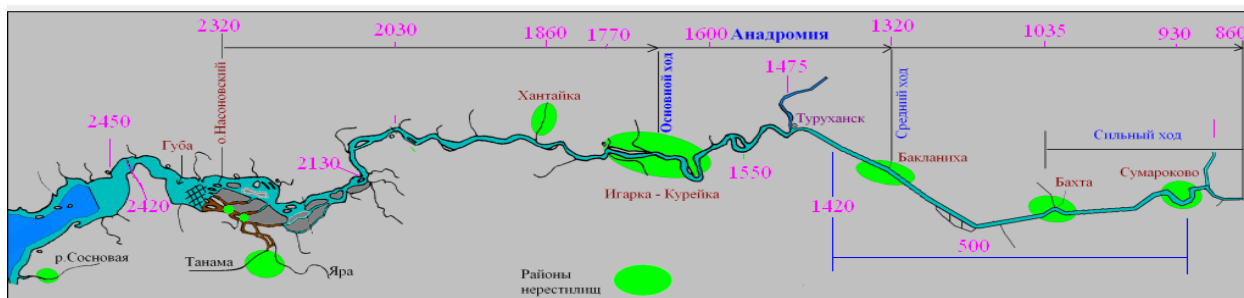 2320
2030
1860
1770
1600
Анадромия
1320
1035
930
860
о.Насоновский
Основной ход
1475
Средний ход
Хантайка
Туруханск
Сильный ход
2450
Губа
2130
Бакланиха
Сумароково
Бахта
2420
Игарка - Курейка
1550
1420
500
р.Сосновая
Танама
Яра
Районы
нерестилищ